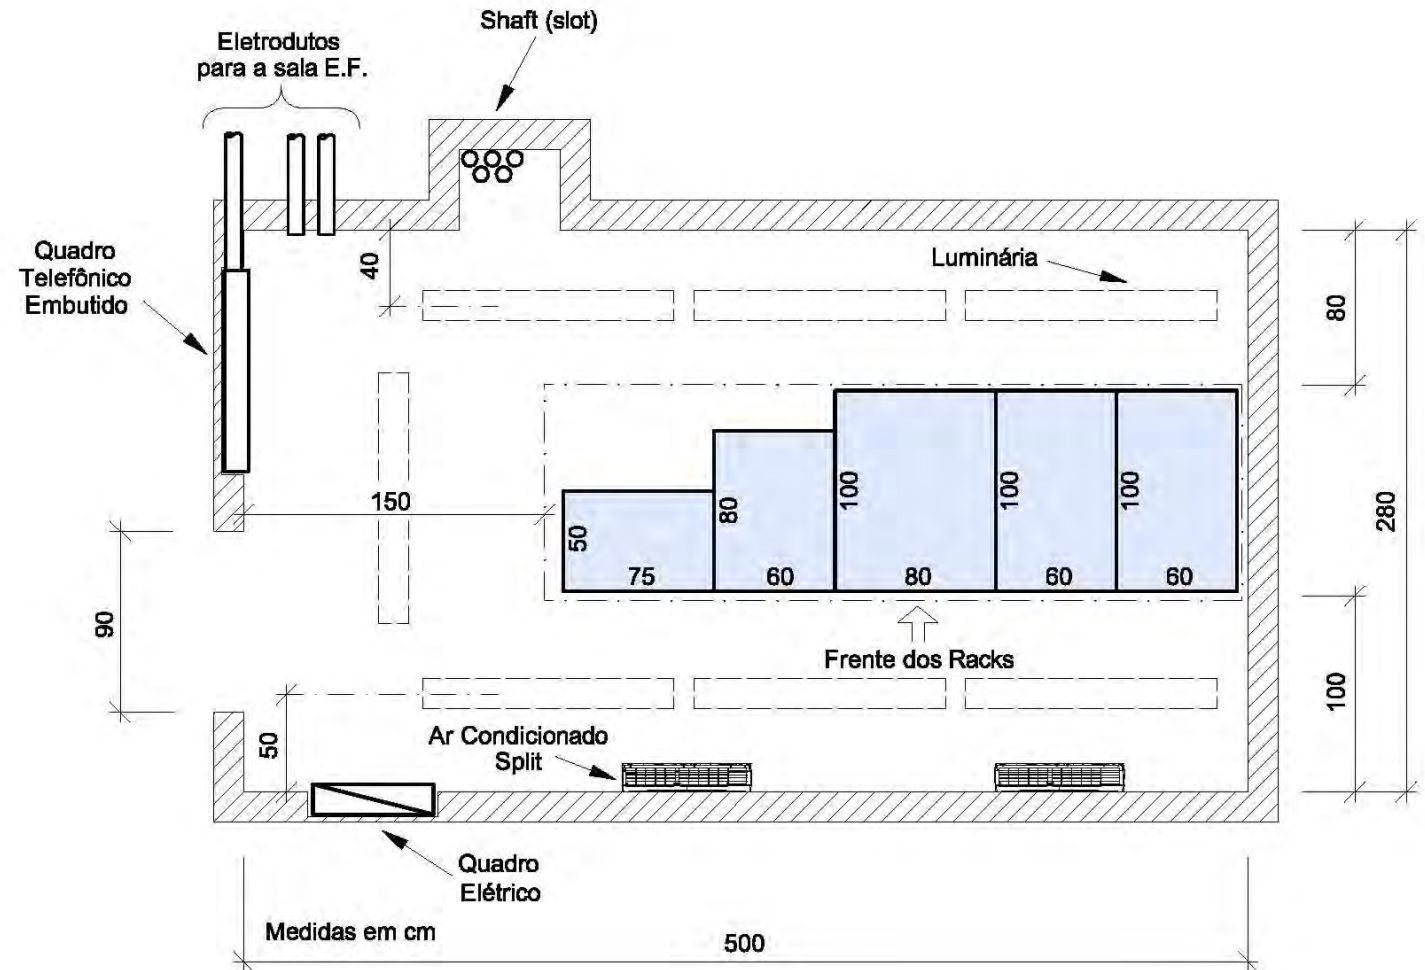 Shaft (slot)
Eletrodutos
para a sala E.F.
Quadro
Telefônico
Embutido
40
Luminária
80
280
150
50
75
80
60
100
80
100
60
100
60
90
Frente dos Racks
100
50
Ar Condicionado
Split
Quadro
Elétrico
Medidas em cm
500